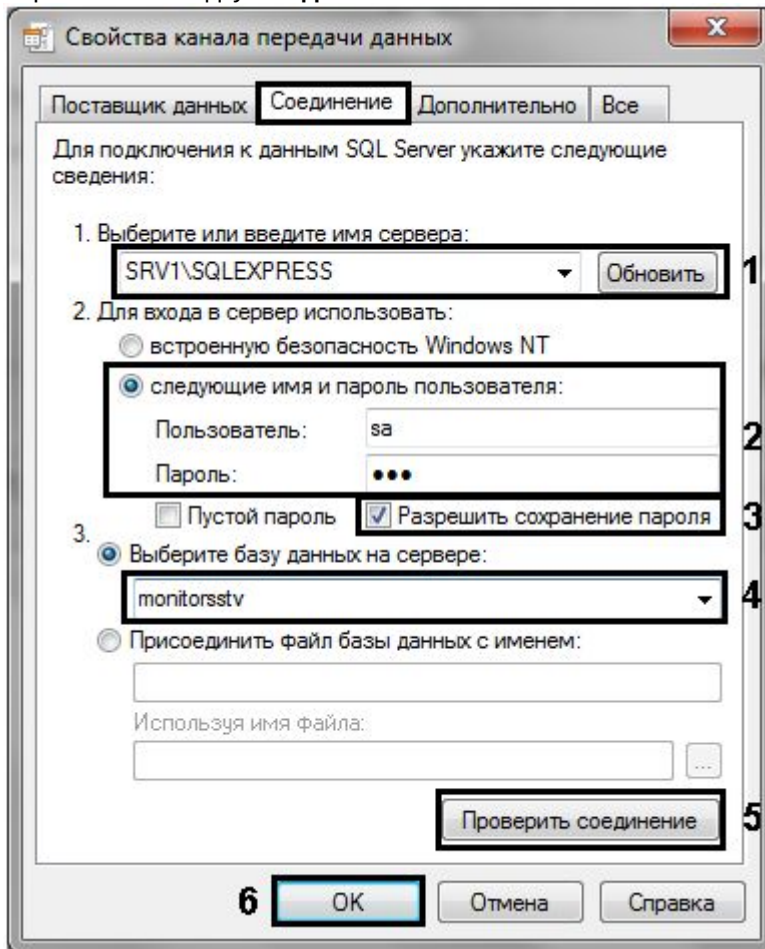 Свойства канала передачи данных
Поставщик данных Соединение Дополнительно Все
Для подключения к данным SQL Server укажите следующие
сведения:
1. Выберите или введите имя сервера:
SRV1\SQLEXPRESS Обновить 1
2. Для входа в сервер использовать:
встроенную безопасность Windows NT
следующие имя и пароль пользователя:
Пользователь: sa
2
Пароль: ●●●
Пустой пароль Разрешить сохранение пароля 3
3.
Выберите базу данных на сервере:
monitorsstv 4
Присоединить файл базы данных с именем:
Используя имя файла:
...
Проверить соединение 5
6 OK Отмена Справка